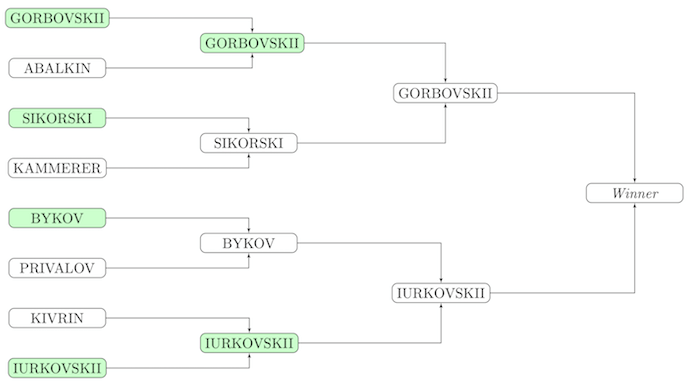 GORBOVSKII
ABALKIN
SIKORSKI
KAMMERER
BYKOV
PRIVALOV
KIVRIN
IURKOVSKII
GORBOVSKII
SIKORSKI
BYKOV
IURKOVSKII
GORBOVSKII
IURKOVSKII
Winner